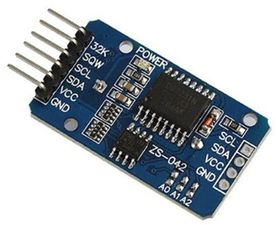 32K
SQW
SCL
SDA
VCC
GND
POWER
ZS-042
SCL
SDA
VCC
GND
A0 A1 A2